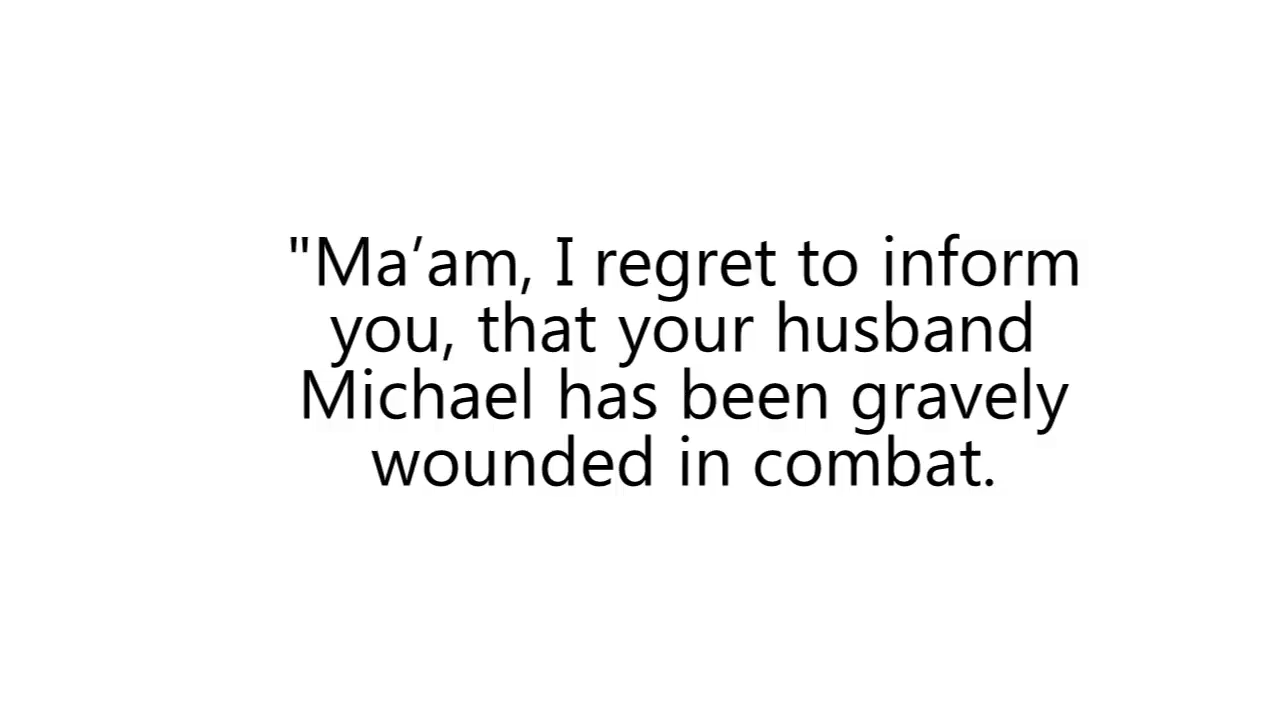 "Ma’am, I regret to inform
you, that your husband
Michael has been gravely
wounded in combat.